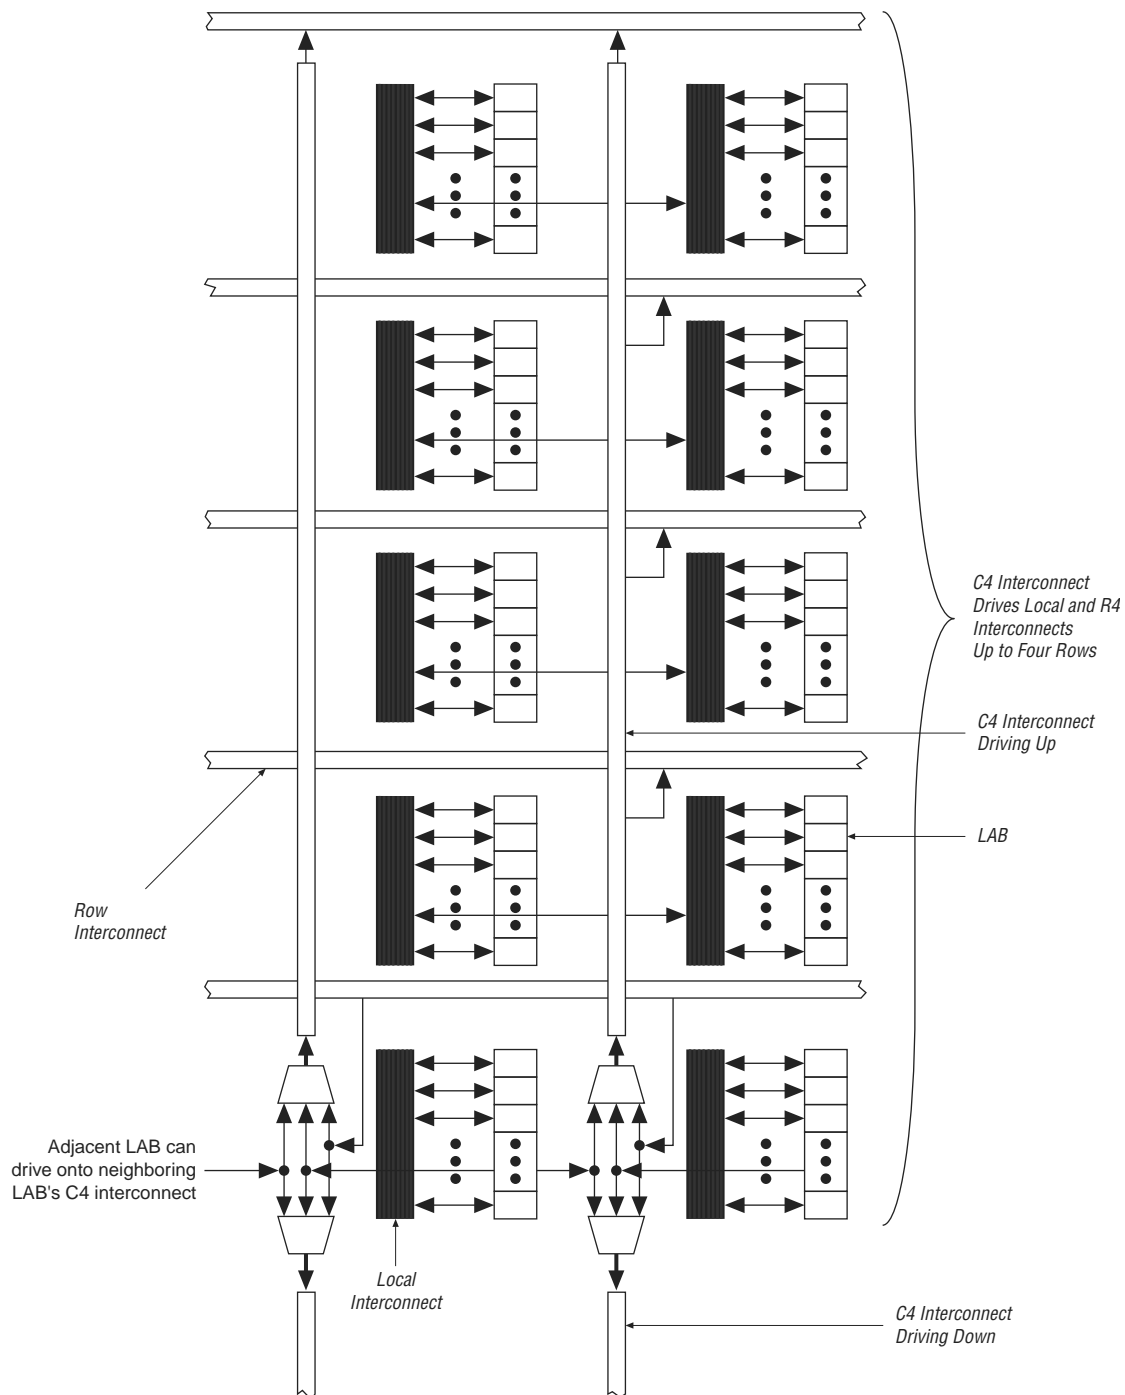 C4 Interconnect
Drives Local and R4
Interconnects
Up to Four Rows
C4 Interconnect
Driving Up
LAB
Row
Interconnect
Adjacent LAB can
drive onto neighboring
LAB's C4 interconnect
Local
Interconnect
C4 Interconnect
Driving Down